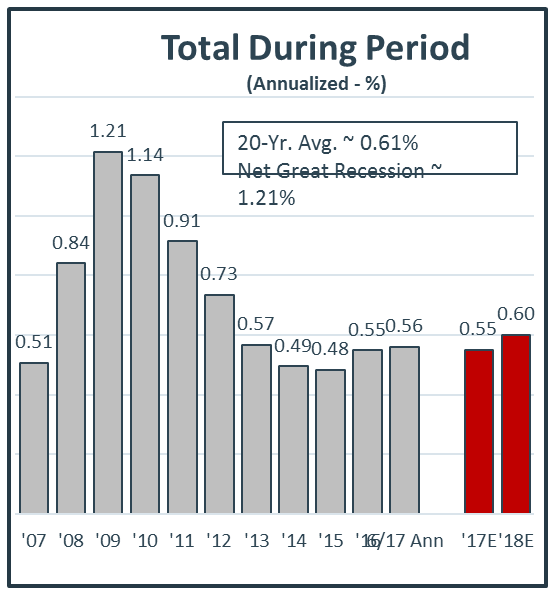 Total During Period
(Annualized - %)
20-Yr. Avg. ~ 0.61%
Net Great Recession ~
1.21%
1.21
1.14
0.91
0.84
0.73
0.57
0.51
0.49
0.48
0.55
0.56
0.55
0.60
'07 '08 '09 '10 '11 '12 '13 '14 '15 '16 6/17 Ann '17E '18E